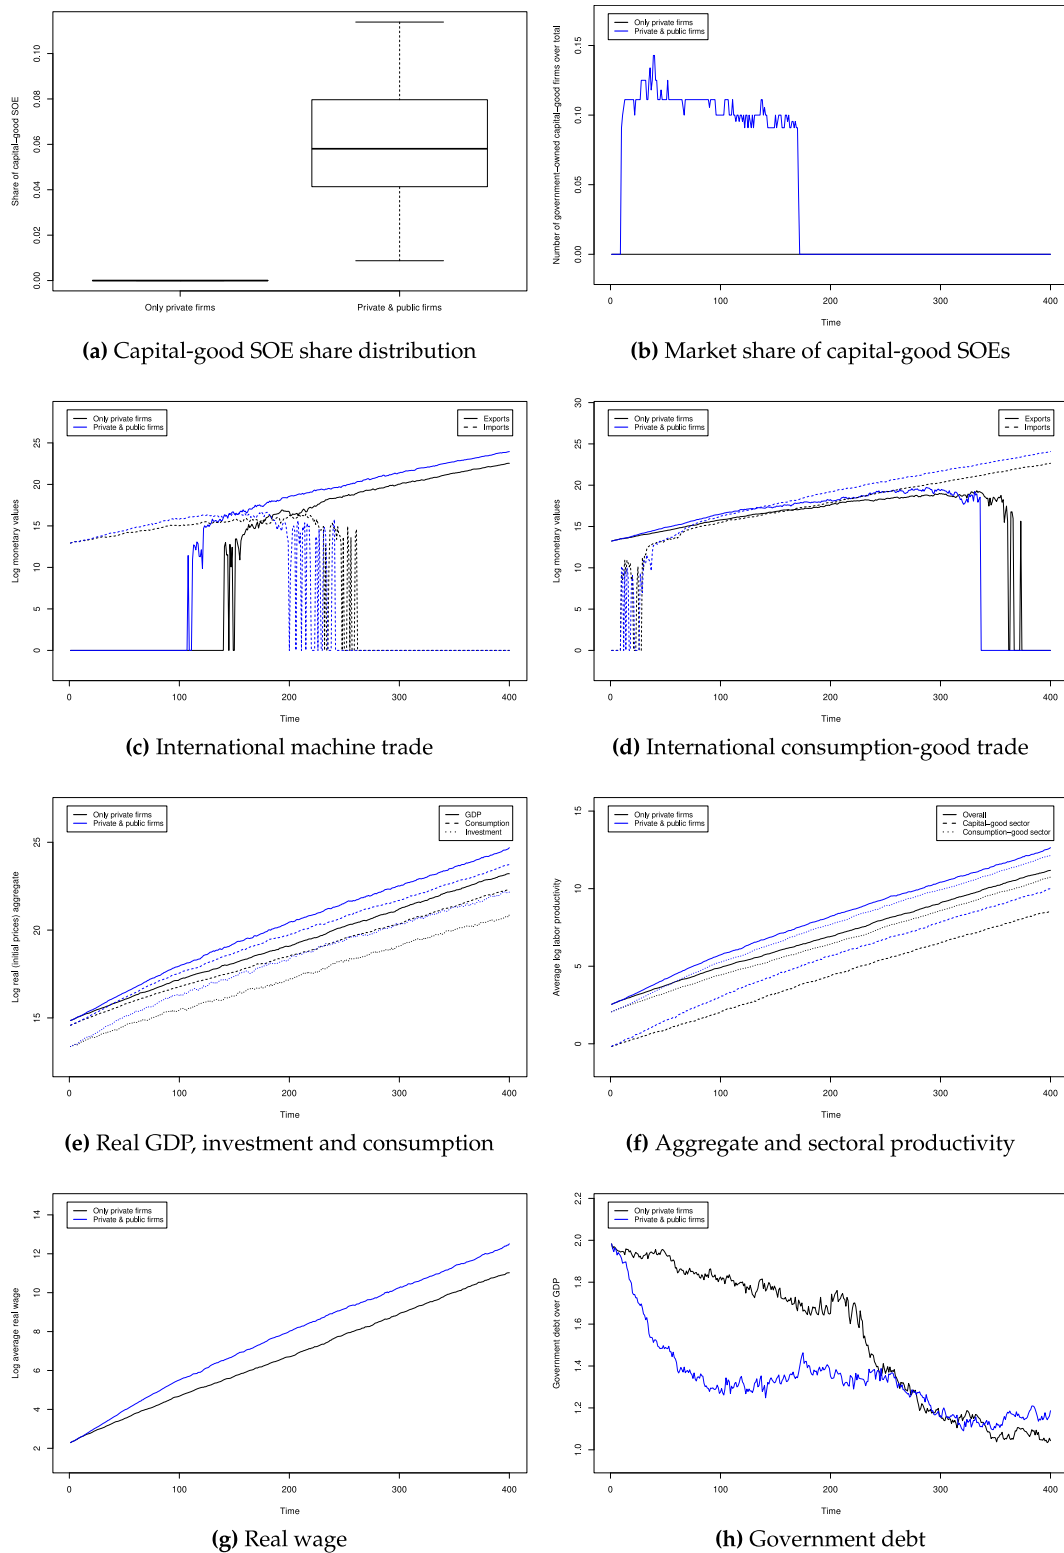 Share of capital−good SOE
0.00
0.02
0.04
0.06
0.08
0.10
Only private firms
Private & public firms
(a) Capital-good SOE share distribution
Only private firms
Private & public firms
Number of government−owned capital−good firms over total
0.00
0.05
0.10
0.15
0
100
200
300
400
Time
(b) Market share of capital-good SOEs
Only private firms
Private & public firms
Exports
Imports
Log monetary values
0
5
10
15
20
25
0
100
200
300
400
Time
(c) International machine trade
Only private firms
Private & public firms
Exports
Imports
Log monetary values
0
5
10
15
20
25
30
0
100
200
300
400
Time
(d) International consumption-good trade
Only private firms
Private & public firms
GDP
Consumption
Investment
Log real (initial prices) aggregate
15
20
25
0
100
200
300
400
Time
(e) Real GDP, investment and consumption
Only private firms
Private & public firms
Overall
Capital−good sector
Consumption−good sector
Average log labor productivity
0
5
10
15
0
100
200
300
400
Time
(f) Aggregate and sectoral productivity
Only private firms
Private & public firms
Log average real wage
2
4
6
8
10
12
14
0
100
200
300
400
Time
(g) Real wage
Only private firms
Private & public firms
Government debt over GDP
1.0
1.2
1.4
1.6
1.8
2.0
2.2
0
100
200
300
400
Time
(h) Government debt